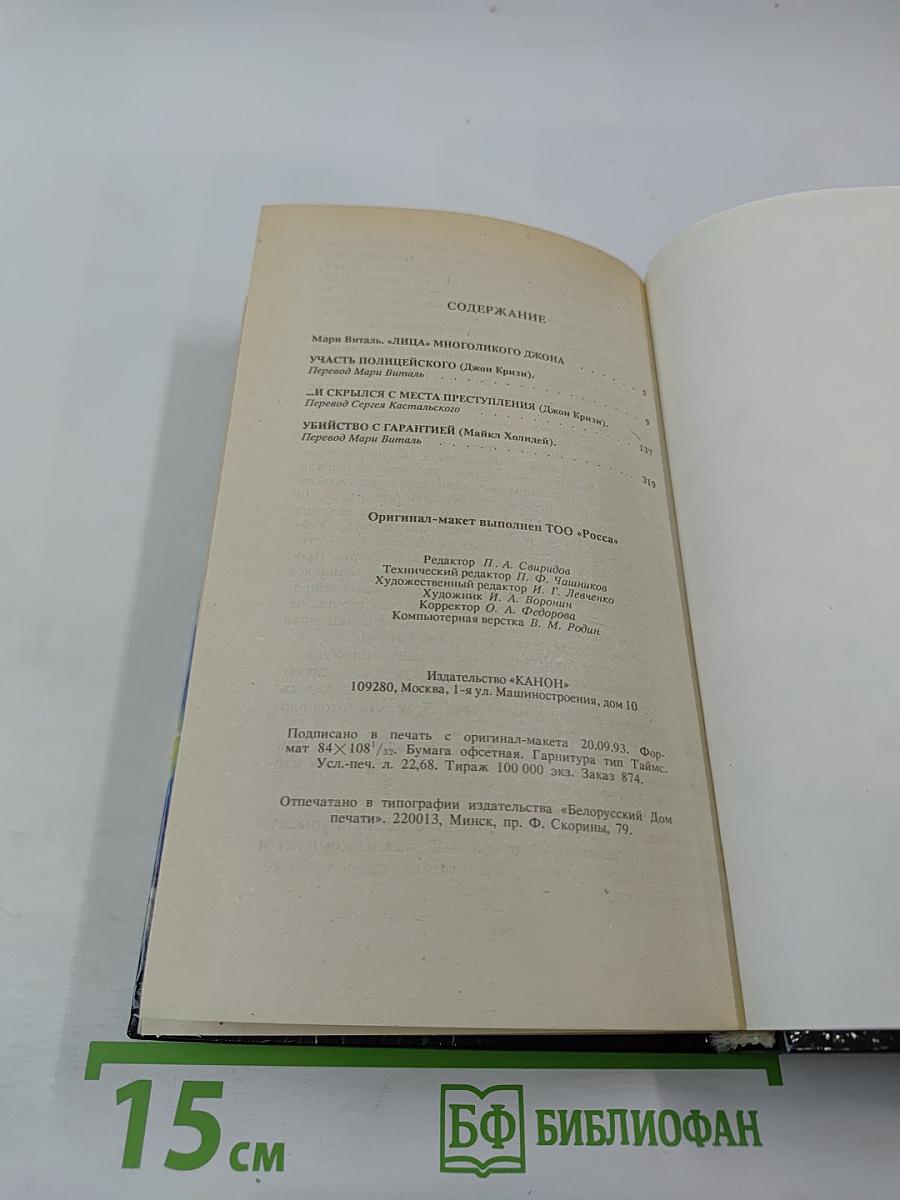 СОДЕРЖАНИЕ
Мари Виталь. «ЛИЦА» МНОГОЛИКОГО ДЖОНА . . . . . . 5
УЧАСТЬ ПОЛИЦЕЙСКОГО (Джон Кризи).
Перевод Мари Виталь . . . . . . 9
...И СКРЫЛСЯ С МЕСТА ПРЕСТУПЛЕНИЯ (Джон Кризи).
Перевод Сергея Кастальского . . . . . . 137
УБИЙСТВО С ГАРАНТИЕЙ (Майкл Холидей).
Перевод Мари Виталь . . . . . . 319
Оригинал-макет выполнен ТОО «Росса»
Редактор П. А. Свиридов
Технический редактор П. Ф. Чашников
Художественный редактор И. Г. Левченко
Художник И. А. Воронин
Корректор О. А. Федорова
Компьютерная верстка В. М. Родин
Издательство «КАНОН»
109280, Москва, 1-я ул. Машиностроения, дом 10
Подписано в печать с оригинал-макета 20.09.93. Фор-
мат 84×108¹/₃₂. Бумага офсетная. Гарнитура тип Таймс.
Усл.-печ. л. 22,68. Тираж 100 000 экз. Заказ 874.
Отпечатано в типографии издательства «Белорусский Дом
печати». 220013, Минск, пр. Ф. Скорины, 79.
15 см
БФ БИБЛИОФАН